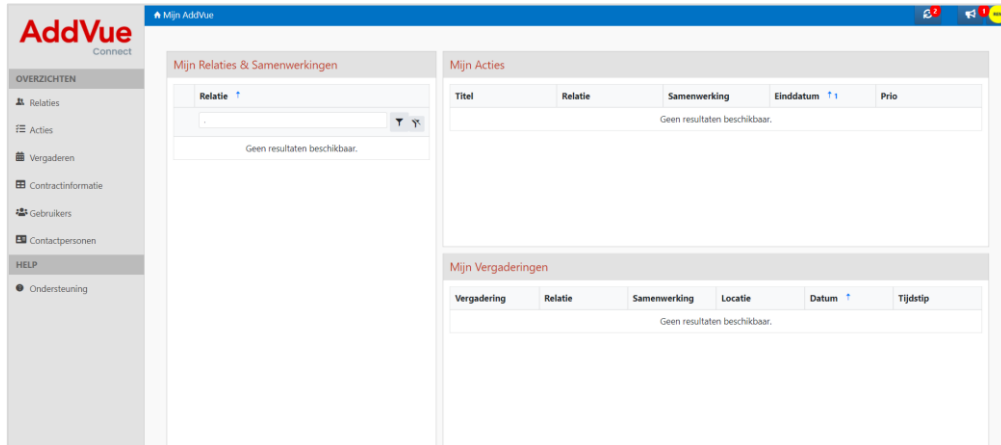 AddVue
Connect
Mijn AddVue
2
1
OVERZICHTEN
Relaties
Acties
Vergaderen
Contractinformatie
Gebruikers
Contactpersonen
HELP
Ondersteuning
Mijn Relaties & Samenwerkingen
Relatie
Geen resultaten beschikbaar.
Mijn Acties
Titel Relatie Samenwerking Einddatum 1 Prio
Geen resultaten beschikbaar.
Mijn Vergaderingen
Vergadering Relatie Samenwerking Locatie Datum Tijdstip
Geen resultaten beschikbaar.